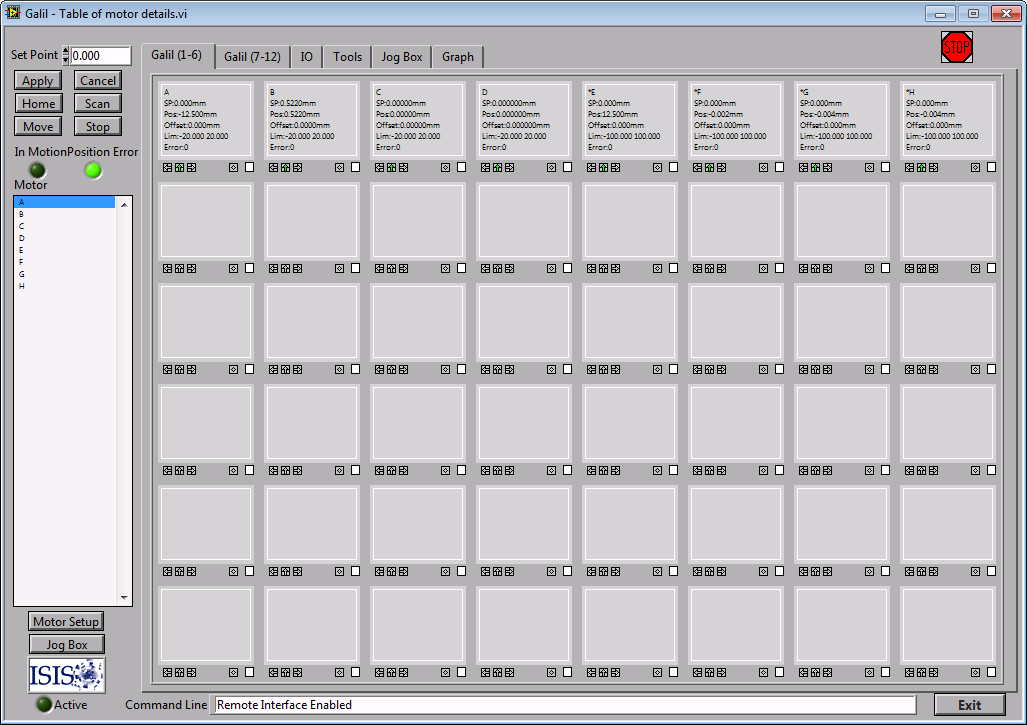 Galil - Table of motor details.vi
Set Point 0.000
Apply Cancel
Home Scan
Move Stop
In Motion Position Error
Motor
A
B
C
D
E
F
G
H
Motor Setup
Jog Box
ISIS
Active
Galil (1-6) Galil (7-12) IO Tools Jog Box Graph
STOP
A
SP:0.000mm
Pos:-12.500mm
Offset:0.000mm
Lim:-20.000 20.000
Error:0
B
SP:0.5220mm
Pos:0.5220mm
Offset:0.0000mm
Lim:-20.000 20.000
Error:0
C
SP:0.00000mm
Pos:0.00000mm
Offset:0.00000mm
Lim:-20.000 20.000
Error:0
D
SP:0.000000mm
Pos:0.000000mm
Offset:0.000000mm
Lim:-20.000 20.000
Error:0
*E
SP:0.000mm
Pos:12.500mm
Offset:0.000mm
Lim:-100.000 100.000
Error:0
*F
SP:0.000mm
Pos:-0.002mm
Offset:0.000mm
Lim:-100.000 100.000
Error:0
*G
SP:0.000mm
Pos:-0.004mm
Offset:0.000mm
Lim:-100.000 100.000
Error:0
*H
SP:0.000mm
Pos:-0.004mm
Offset:0.000mm
Lim:-100.000 100.000
Error:0
Command Line Remote Interface Enabled
Exit